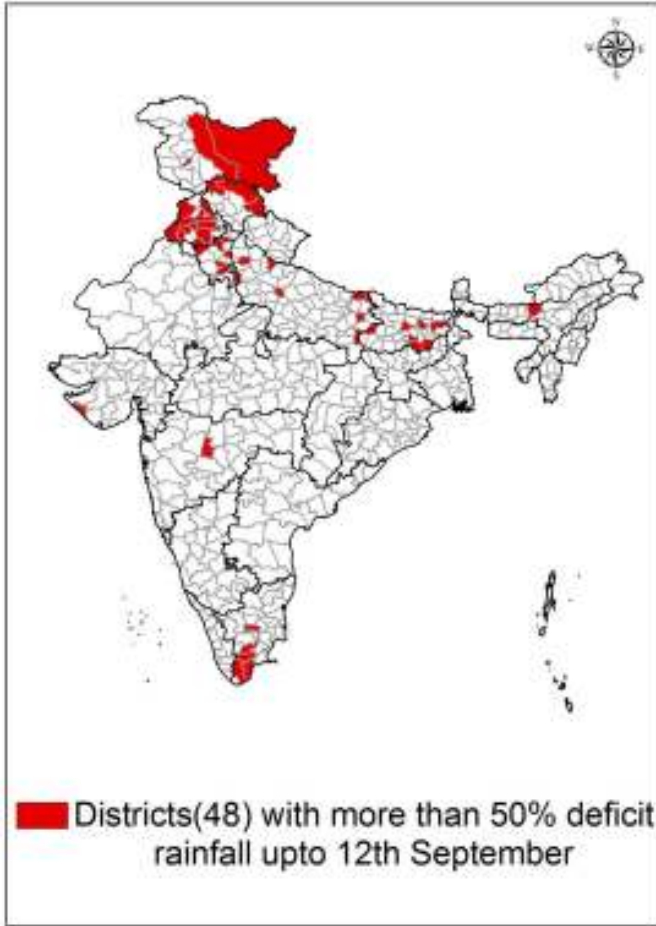 N
W E
S
Districts(48) with more than 50% deficit
rainfall upto 12th September